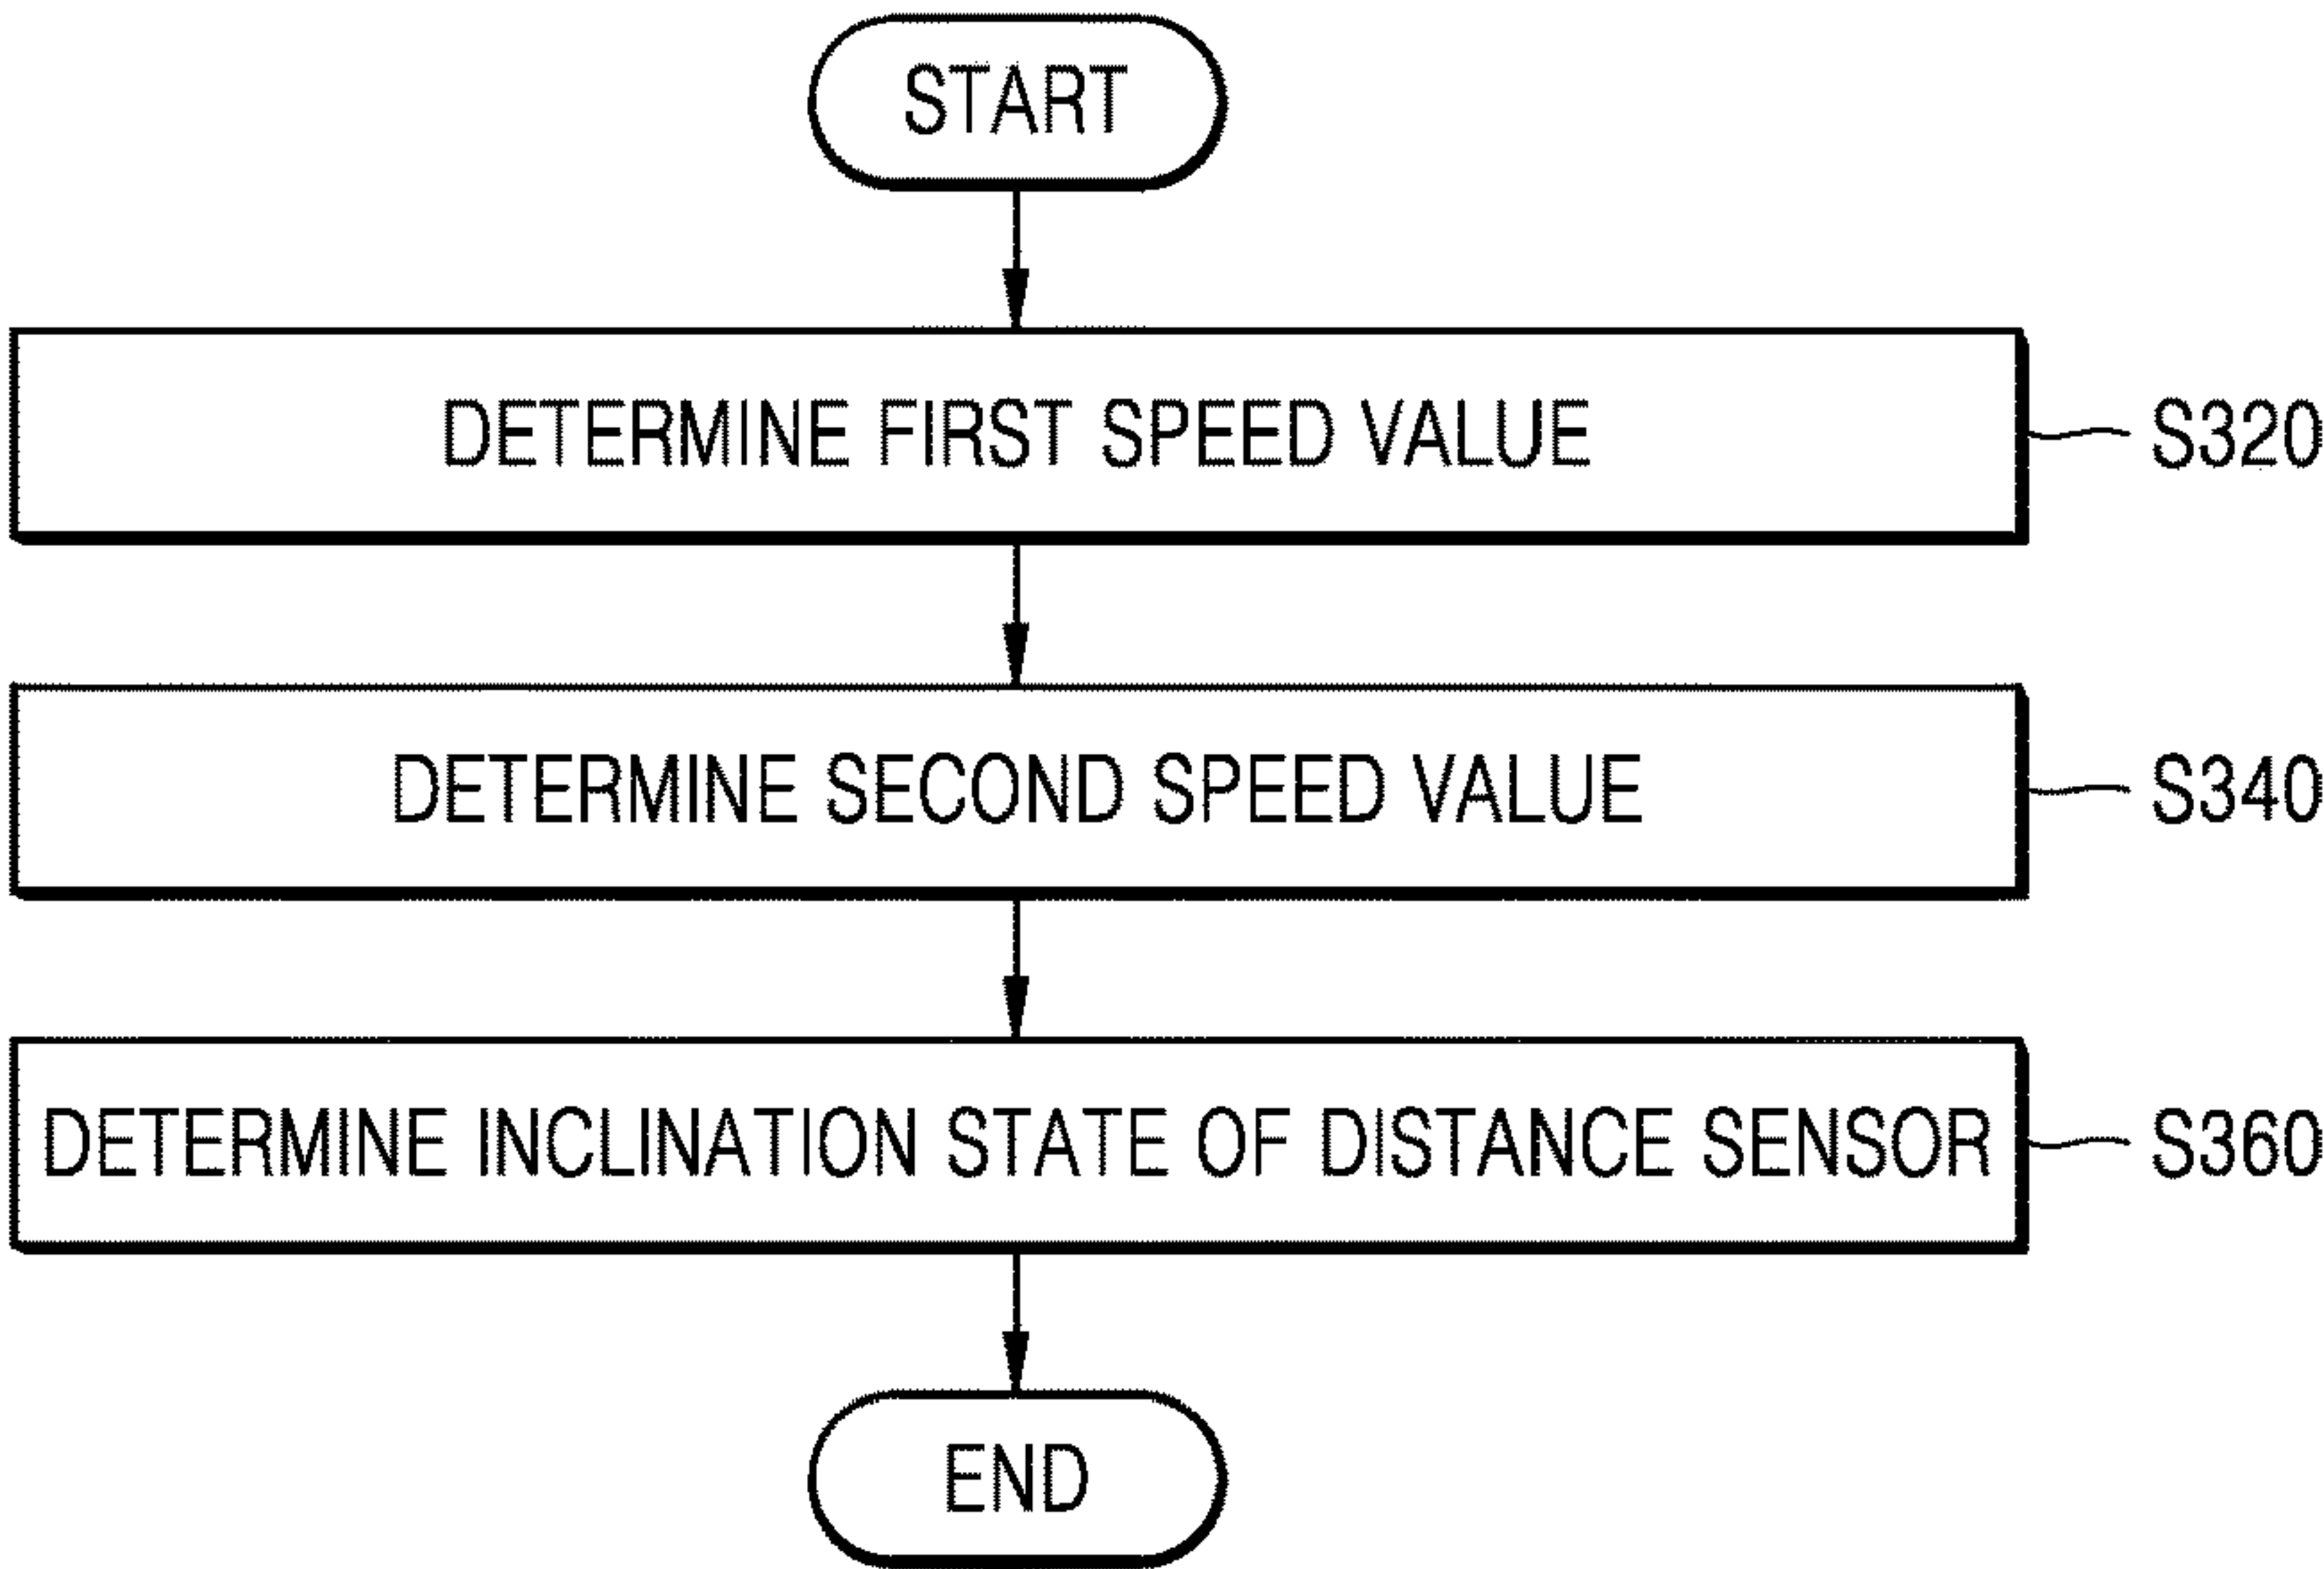 START
DETERMINE FIRST SPEED VALUE S320
DETERMINE SECOND SPEED VALUE S340
DETERMINE INCLINATION STATE OF DISTANCE SENSOR S360
END